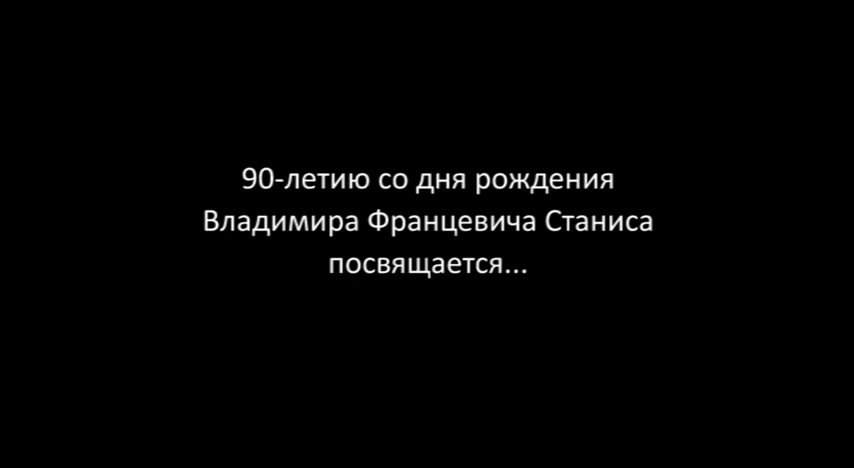 90-летию со дня рождения
Владимира Францевича Станиса
посвящается...